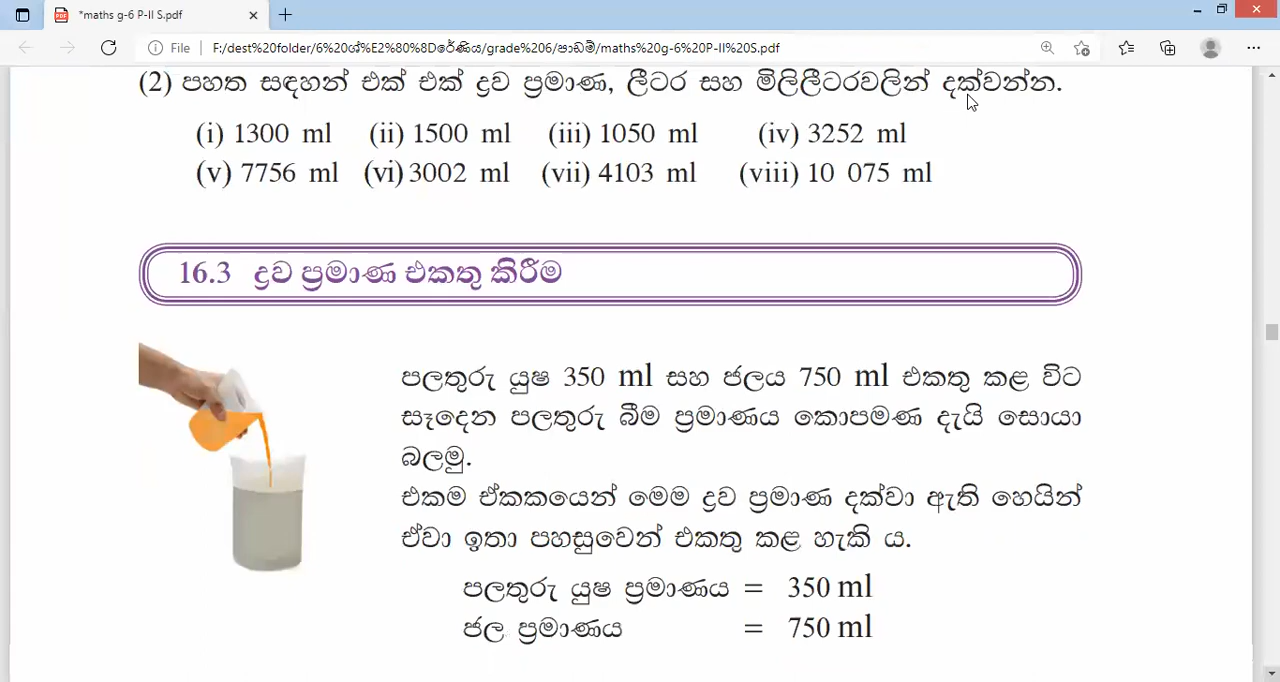 *maths g-6 P-II S.pdf
File F:/dest%20folder/6%20ශ්%E2%80%8Dරේණිය/grade%206/පාඩම්/maths%20g-6%20P-II%20S.pdf
(2) පහත සඳහන් එක් එක් ද්‍රව ප්‍රමාණ, ලීටර සහ මිලිලීටරවලින් දක්වන්න.
(i) 1300 ml (ii) 1500 ml (iii) 1050 ml (iv) 3252 ml
(v) 7756 ml (vi) 3002 ml (vii) 4103 ml (viii) 10 075 ml
16.3 ද්‍රව ප්‍රමාණ එකතු කිරීම
පලතුරු යුෂ 350 ml සහ ජලය 750 ml එකතු කළ විට
සෑදෙන පලතුරු බීම ප්‍රමාණය කොපමණ දැයි සොයා
බලමු.
එකම ඒකකයෙන් මෙම ද්‍රව ප්‍රමාණ දක්වා ඇති හෙයින්
ඒවා ඉතා පහසුවෙන් එකතු කළ හැකි ය.
පලතුරු යුෂ ප්‍රමාණය = 350 ml
ජල ප්‍රමාණය = 750 ml